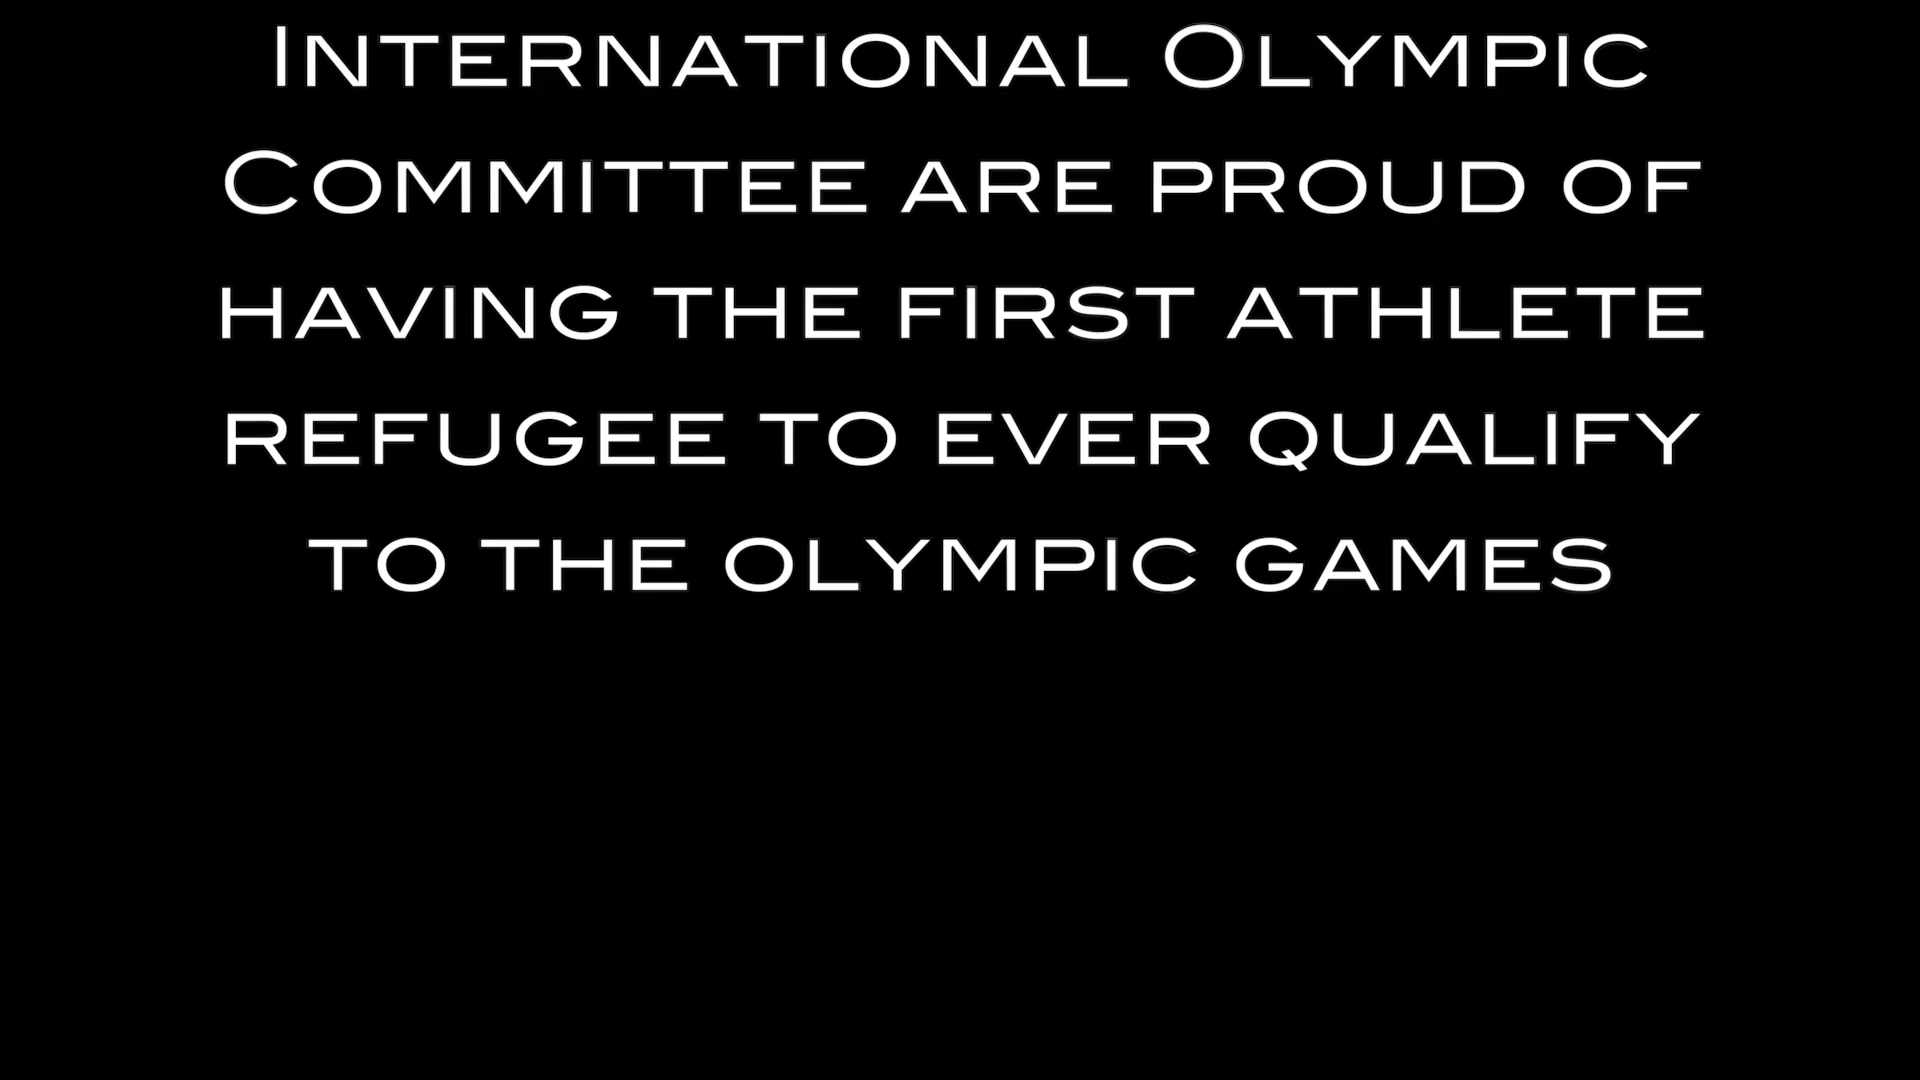 International Olympic
Committee are proud of
having the first athlete
refugee to ever qualify
to the olympic games